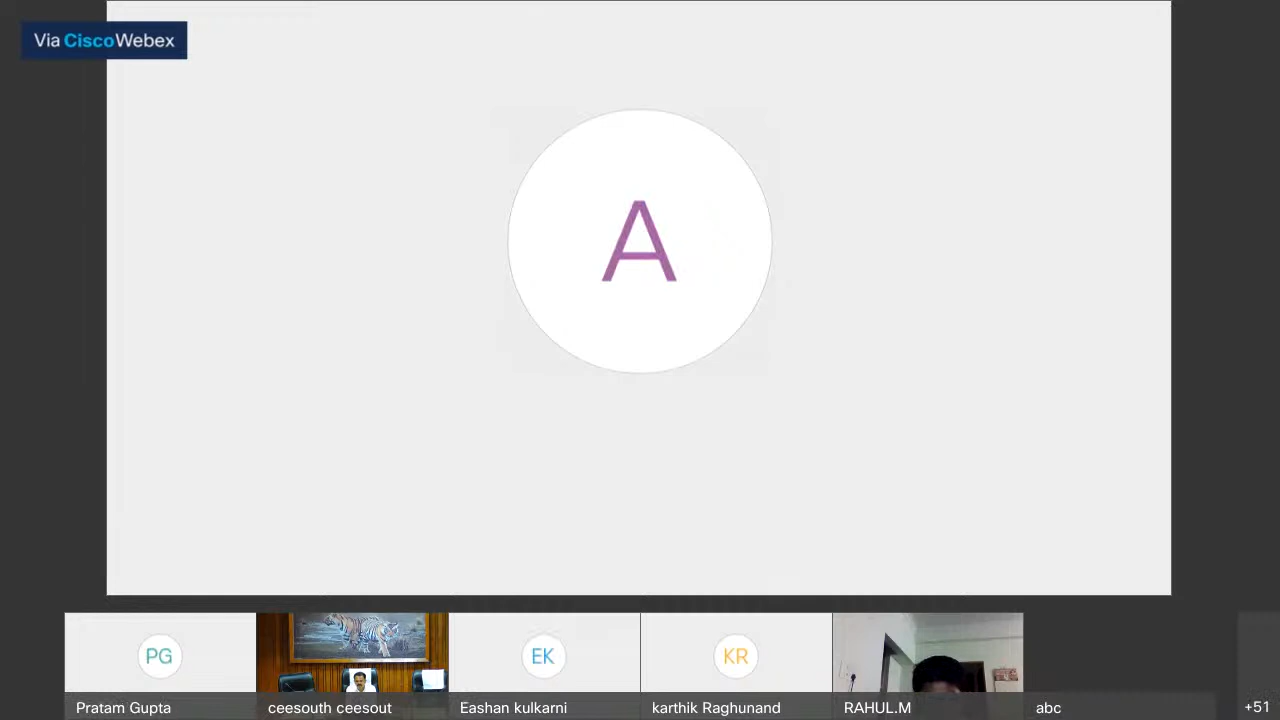 Via CiscoWebex
A
PG
EK
KR
Pratam Gupta
ceesouth ceesout
Eashan kulkarni
karthik Raghunand
RAHUL.M
abc
+51